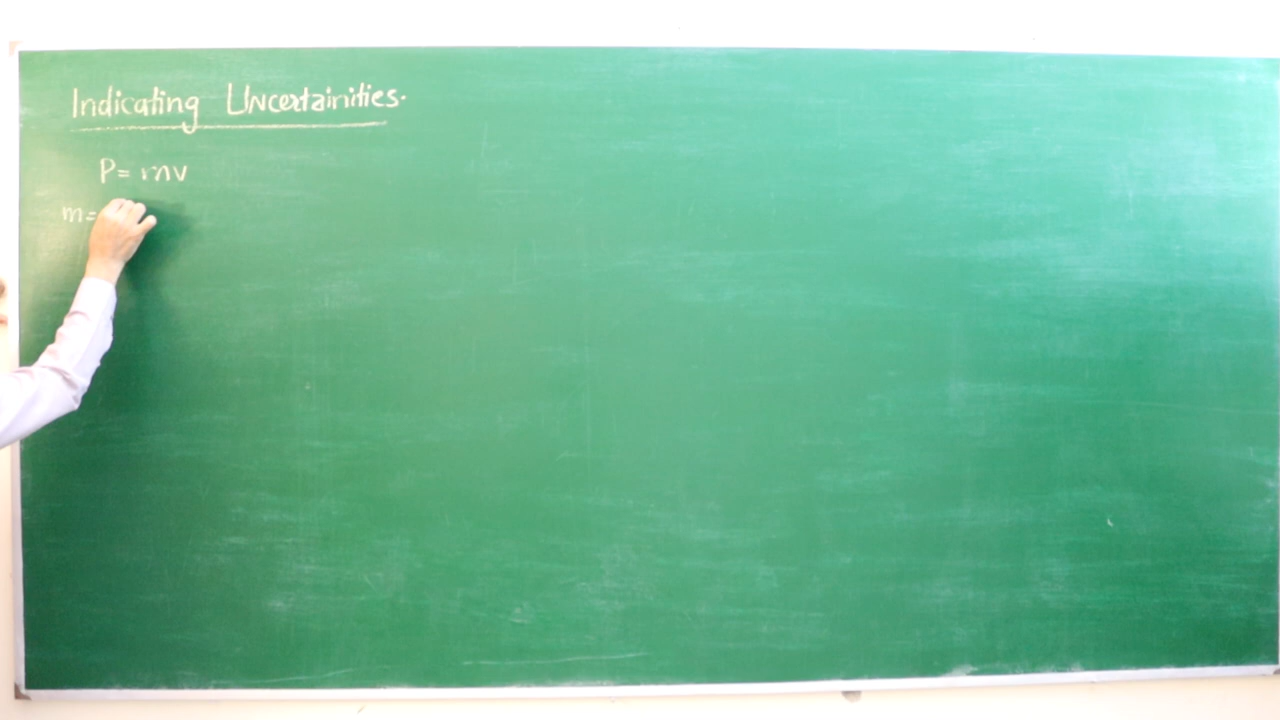 Indicating Uncertainities.
P = mv
m =